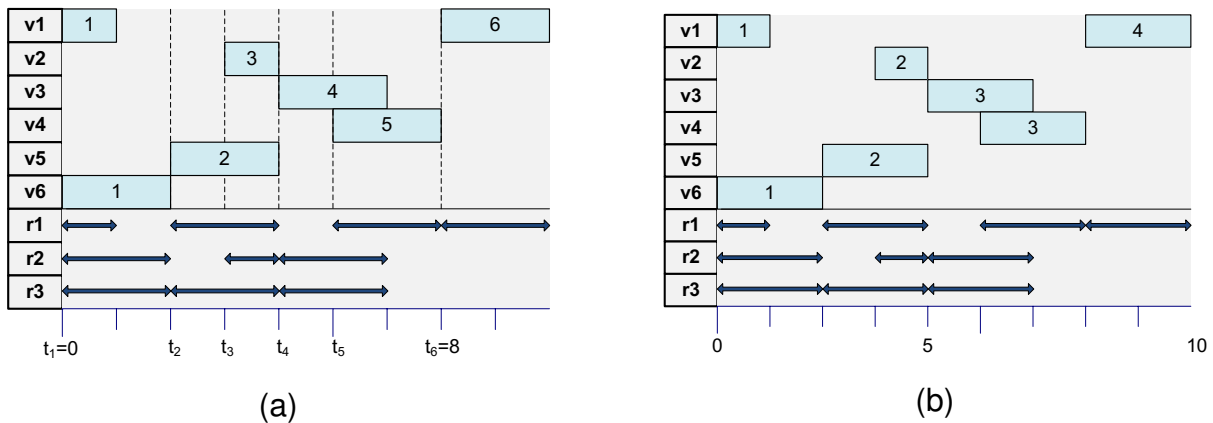 v1 1 6
v2 3
v3 4
v4 5
v5 2
v6 1
r1
r2
r3
t1=0 t2 t3 t4 t5 t6=8
(a)
v1 1 4
v2 2
v3 3
v4 3
v5 2
v6 1
r1
r2
r3
0 5 10
(b)